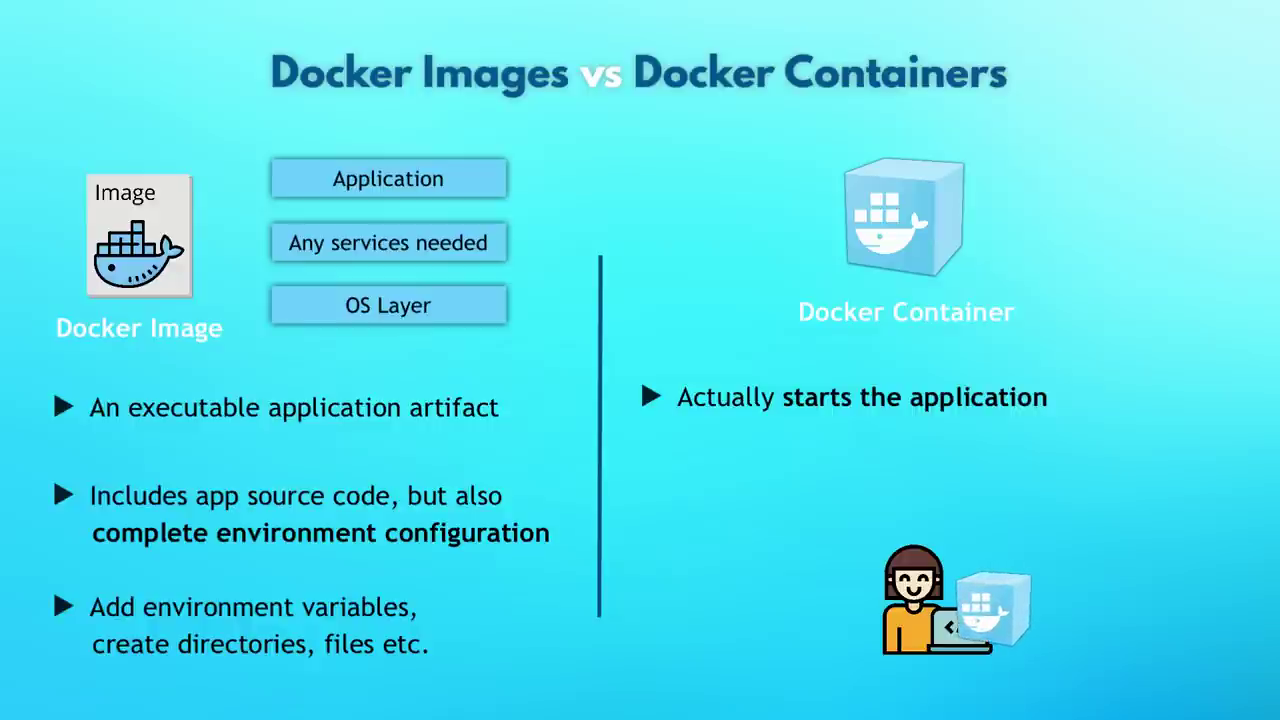 Docker Images vs Docker Containers
Image
Application
Any services needed
OS Layer
Docker Image
An executable application artifact
Includes app source code, but also
complete environment configuration
Add environment variables,
create directories, files etc.
Docker Container
Actually starts the application